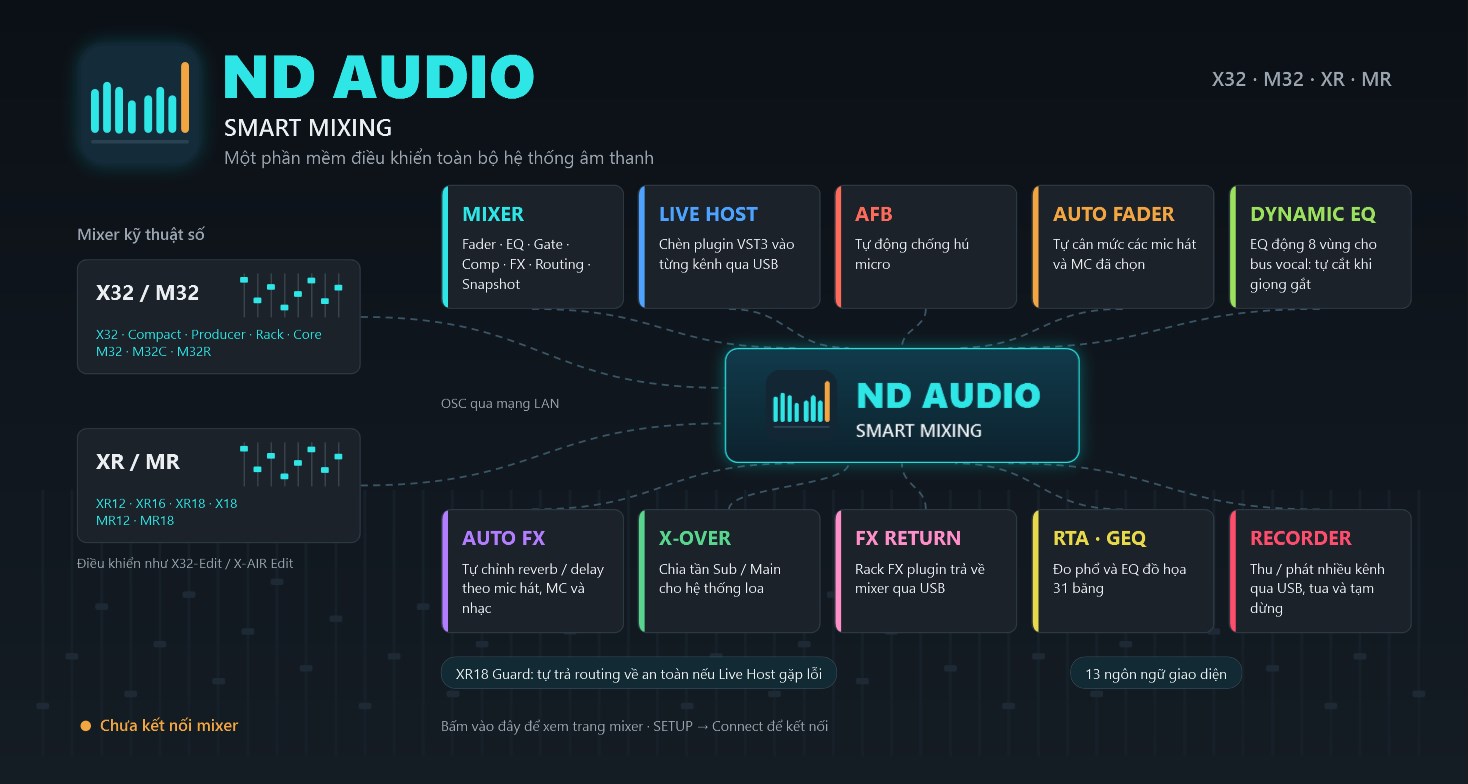 ND AUDIO
SMART MIXING
Một phần mềm điều khiển toàn bộ hệ thống âm thanh
X32 · M32 · XR · MR
Mixer kỹ thuật số
X32 / M32
X32 · Compact · Producer · Rack · Core
M32 · M32C · M32R
XR / MR
XR12 · XR16 · XR18 · X18
MR12 · MR18
Điều khiển như X32-Edit / X-AIR Edit
OSC qua mạng LAN
MIXER
Fader · EQ · Gate ·
Comp · FX · Routing ·
Snapshot
LIVE HOST
Chèn plugin VST3 vào
từng kênh qua USB
AFB
Tự động chống hú
micro
AUTO FADER
Tự cân mức các mic hát
và MC đã chọn
DYNAMIC EQ
EQ động 8 vùng cho
bus vocal: tự cắt khi
giọng gắt
ND AUDIO
SMART MIXING
AUTO FX
Tự chỉnh reverb / delay
theo mic hát, MC và
nhạc
X-OVER
Chia tần Sub / Main
cho hệ thống loa
FX RETURN
Rack FX plugin trả về
mixer qua USB
RTA · GEQ
Đo phổ và EQ đồ họa
31 băng
RECORDER
Thu / phát nhiều kênh
qua USB, tua và tạm
dừng
XR18 Guard: tự trả routing về an toàn nếu Live Host gặp lỗi
13 ngôn ngữ giao diện
Chưa kết nối mixer
Bấm vào đây để xem trang mixer · SETUP → Connect để kết nối